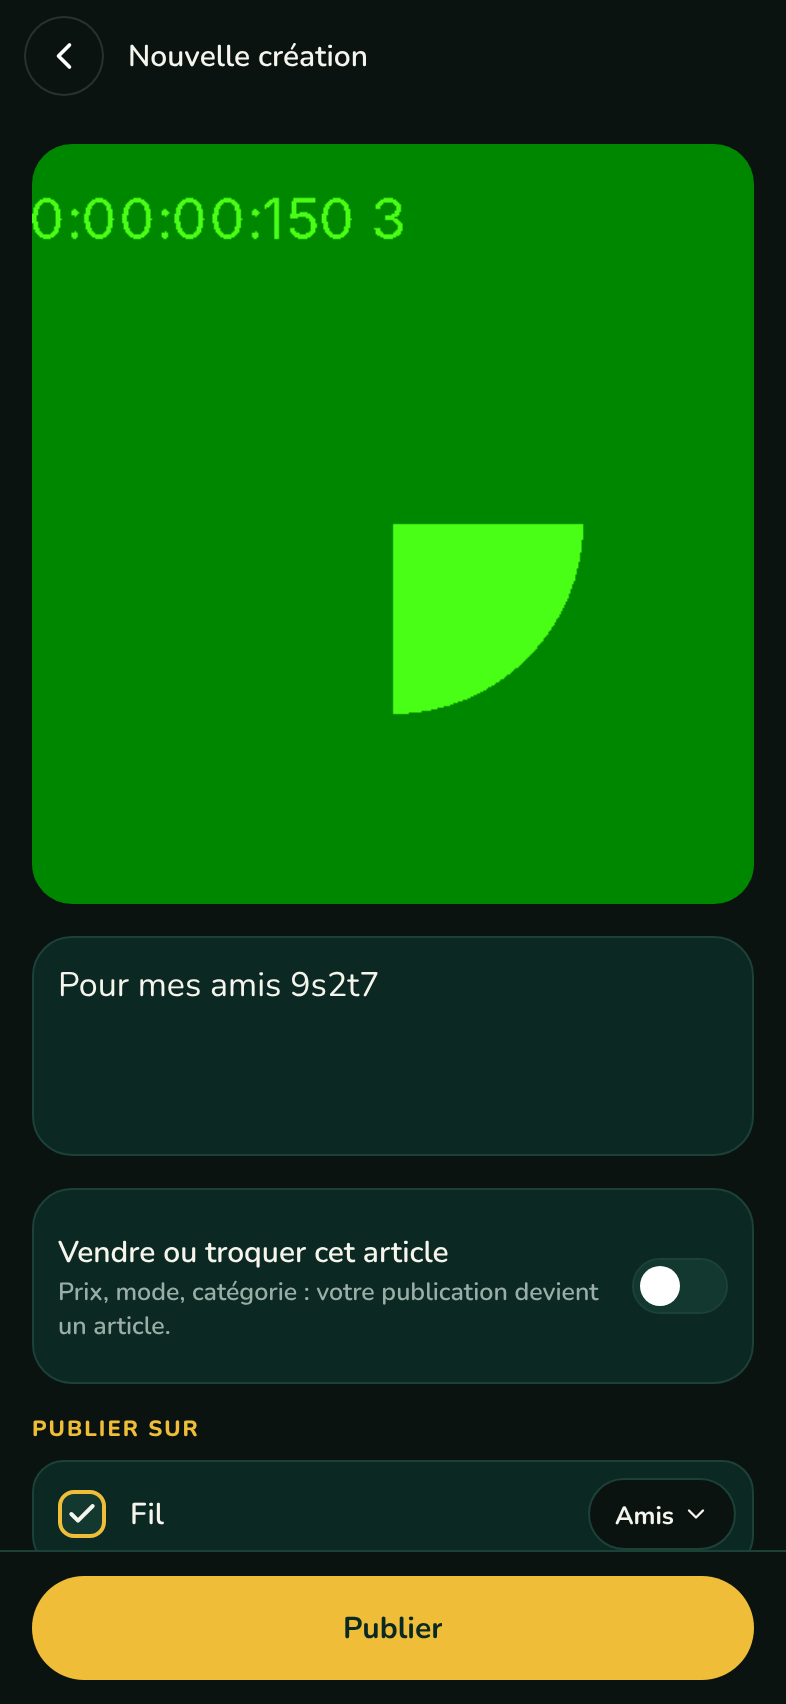 Nouvelle création
0:00:00:150 3
Pour mes amis 9s2t7
Vendre ou troquer cet article
Prix, mode, catégorie : votre publication devient
un article.
PUBLIER SUR
Fil
Amis
Publier